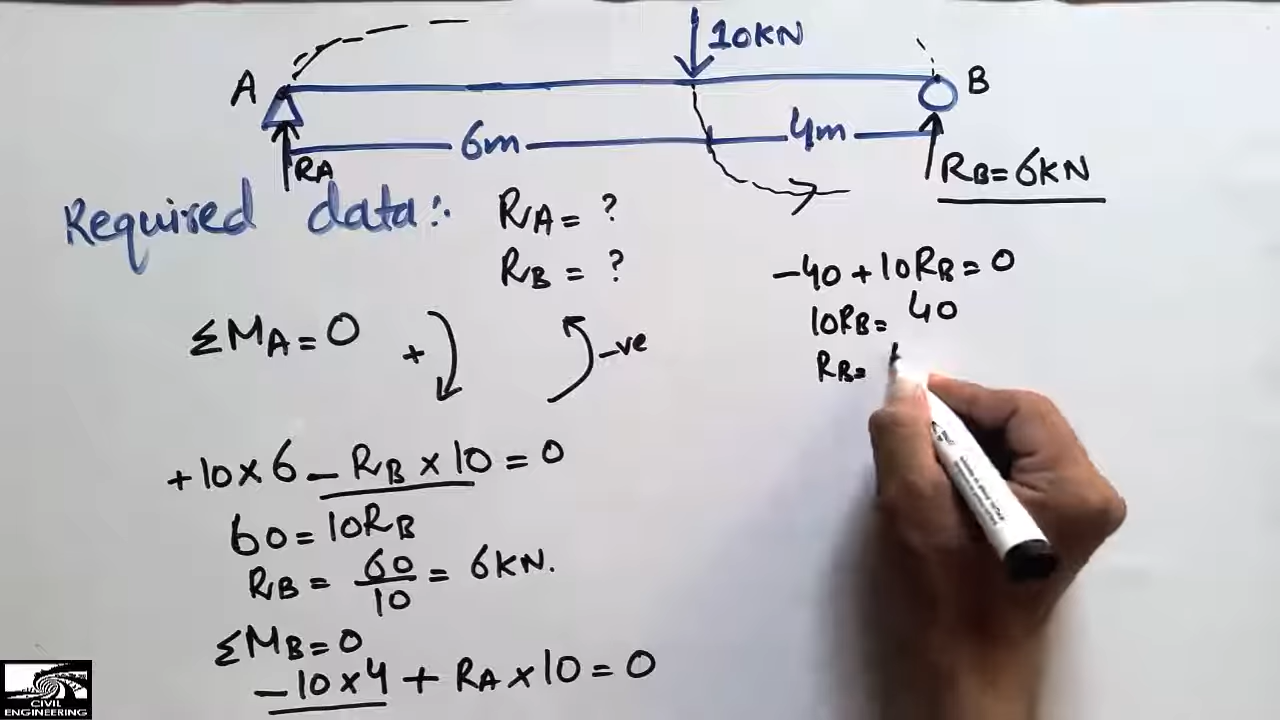 10KN
A
B
6m
4m
RA
RB = 6KN
Required data:
RA = ?
RB = ?
ΣMA = 0
+
-ve
+10 × 6 - RB × 10 = 0
60 = 10RB
RB = 60/10 = 6KN.
ΣMB = 0
-10 × 4 + RA × 10 = 0
-40 + 10RB = 0
10RB = 40
RB =
CIVIL
ENGINEERING